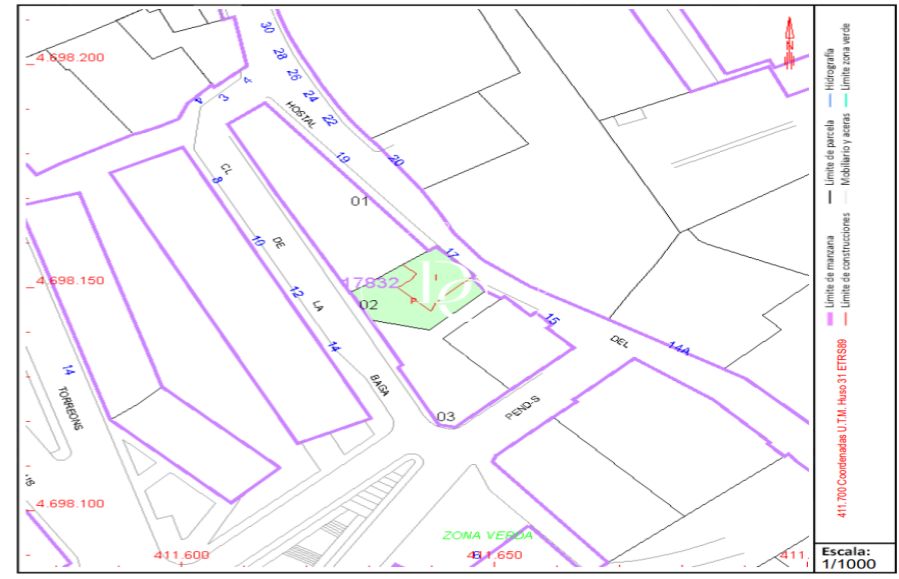 4.698.200
30
28
26
24
22
20
4
3
4
HOSTAL
19
CL
8
01
10
DE
17
4.698.150
17832
I
P
12
LA
02
15
14
DEL
14A
14
TORREONS
BAGA
03
PEND-S
4.698.100
ZONA VERDA
411.600
411.650
6
411.
N
Límite de manzana
Límite de parcela
Hidrografía
Límite de construcciones
Mobiliario y aceras
Límite zona verde
411.700 Coordenadas U.T.M. Huso 31 ETRS89
Escala:
1/1000